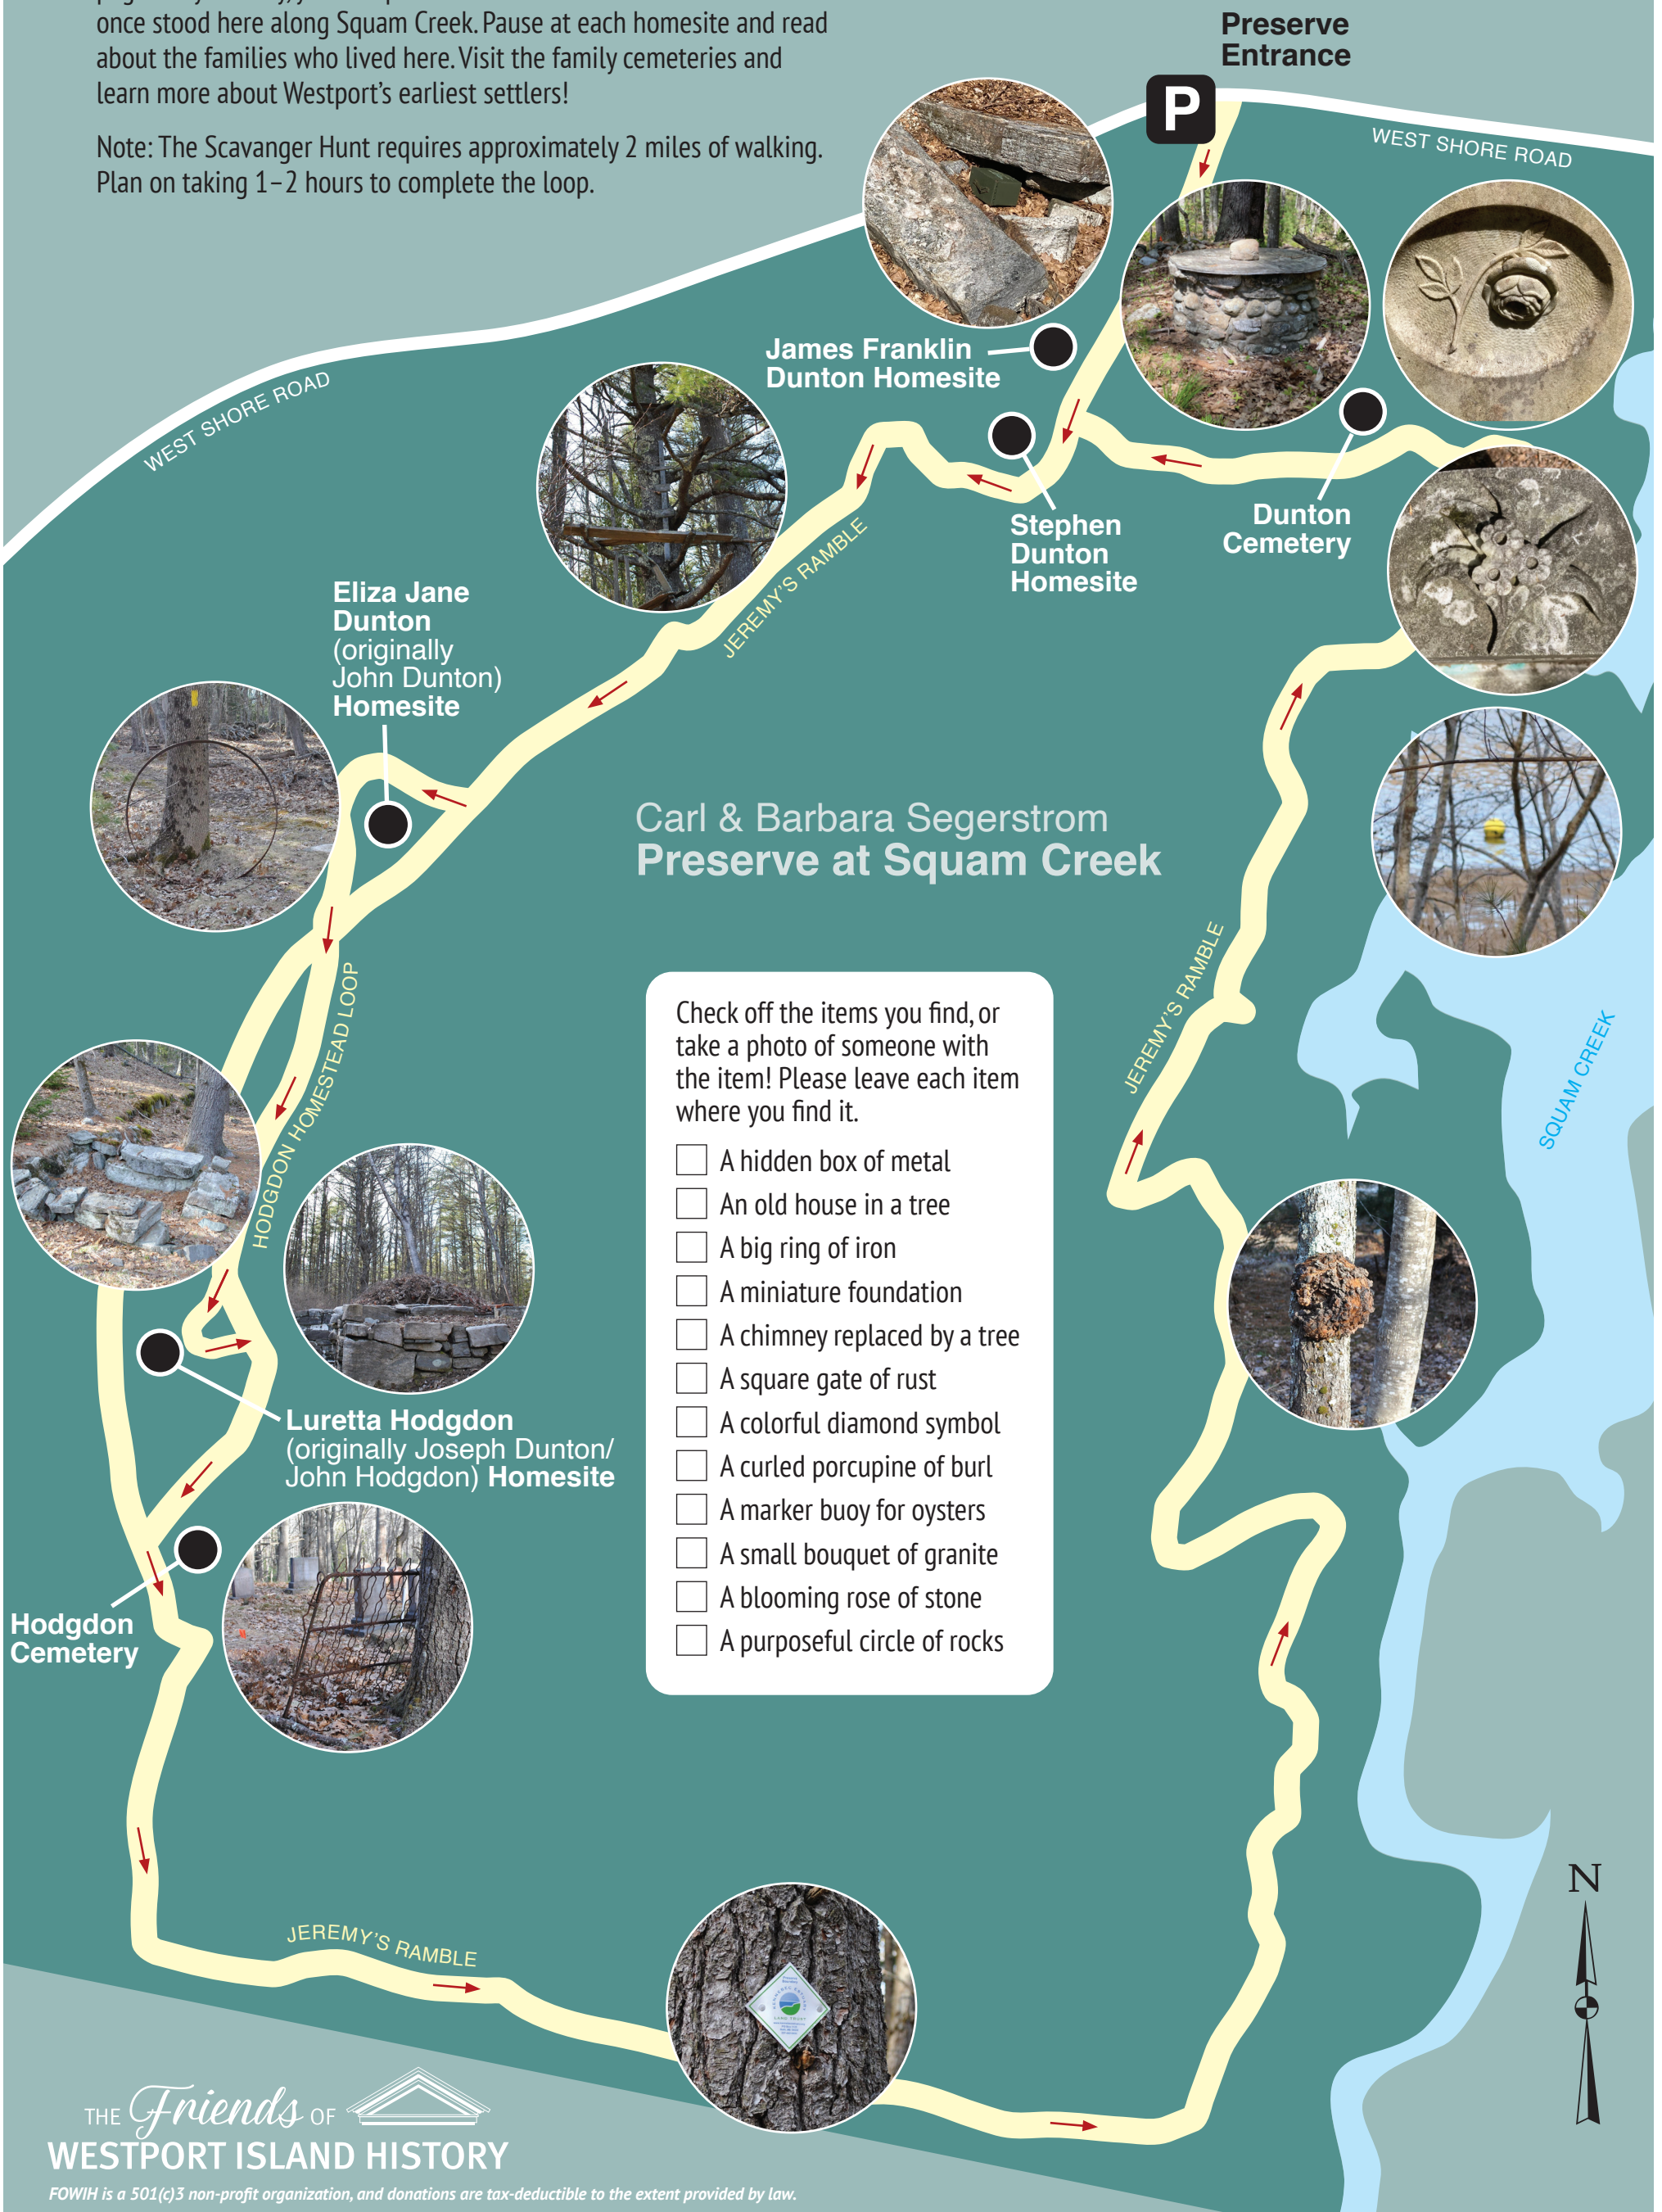 once stood here along Squam Creek. Pause at each homesite and read
about the families who lived here. Visit the family cemeteries and
learn more about Westport's earliest settlers!
Note: The Scavanger Hunt requires approximately 2 miles of walking.
Plan on taking 1–2 hours to complete the loop.
Preserve
Entrance
P
WEST SHORE ROAD
James Franklin
Dunton Homesite
WEST SHORE ROAD
Stephen
Dunton
Homesite
Dunton
Cemetery
JEREMY'S RAMBLE
Eliza Jane
Dunton
(originally
John Dunton)
Homesite
Carl & Barbara Segerstrom
Preserve at Squam Creek
HODGDON HOMESTEAD LOOP
JEREMY'S RAMBLE
SQUAM CREEK
Check off the items you find, or
take a photo of someone with
the item! Please leave each item
where you find it.
A hidden box of metal
An old house in a tree
A big ring of iron
A miniature foundation
A chimney replaced by a tree
A square gate of rust
A colorful diamond symbol
A curled porcupine of burl
A marker buoy for oysters
A small bouquet of granite
A blooming rose of stone
A purposeful circle of rocks
Luretta Hodgdon
(originally Joseph Dunton/
John Hodgdon) Homesite
Hodgdon
Cemetery
JEREMY'S RAMBLE
LAND TRUST
N
THE Friends OF
WESTPORT ISLAND HISTORY
FOWIH is a 501(c)3 non-profit organization, and donations are tax-deductible to the extent provided by law.